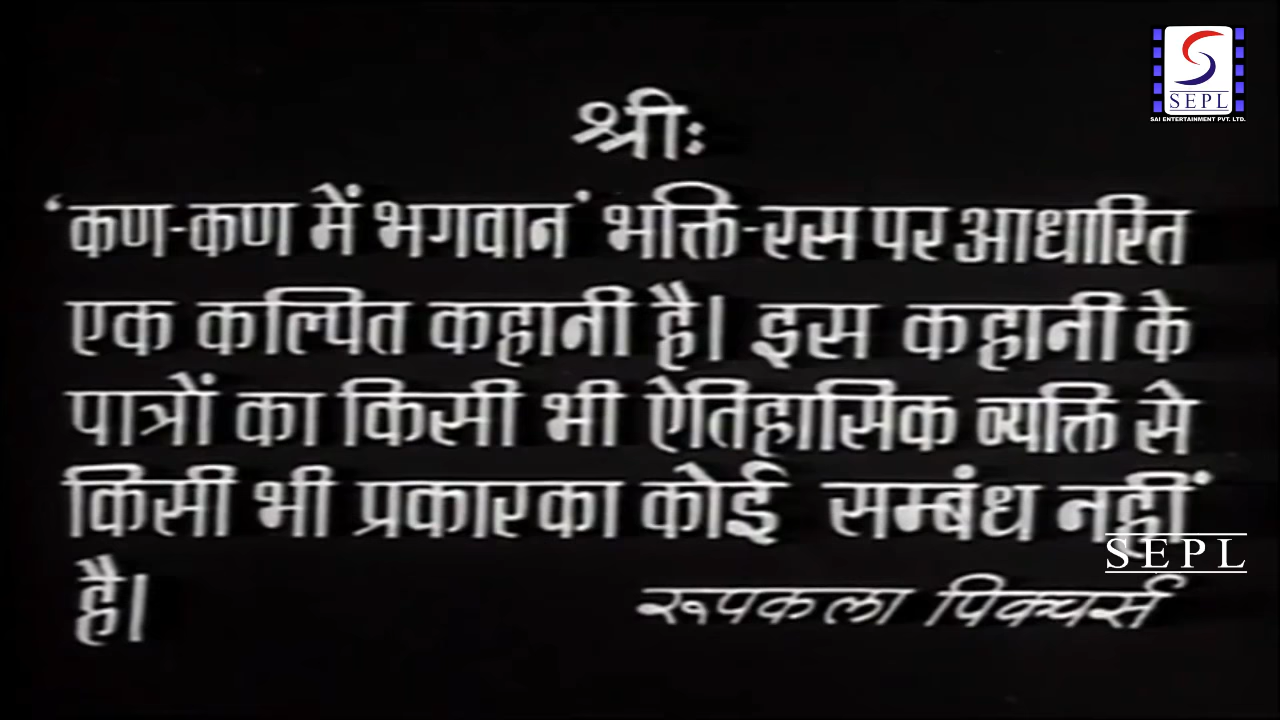 SEPL
SAI ENTERTAINMENT PVT. LTD.
श्रीः
‘कण-कण में भगवान’ भक्ति-रस पर आधारित
एक कल्पित कहानी है। इस कहानी के
पात्रों का किसी भी ऐतिहासिक व्यक्ति से
किसी भी प्रकारका कोई सम्बंध नहीं
SEPL
है।
रूपकला पिक्चर्स